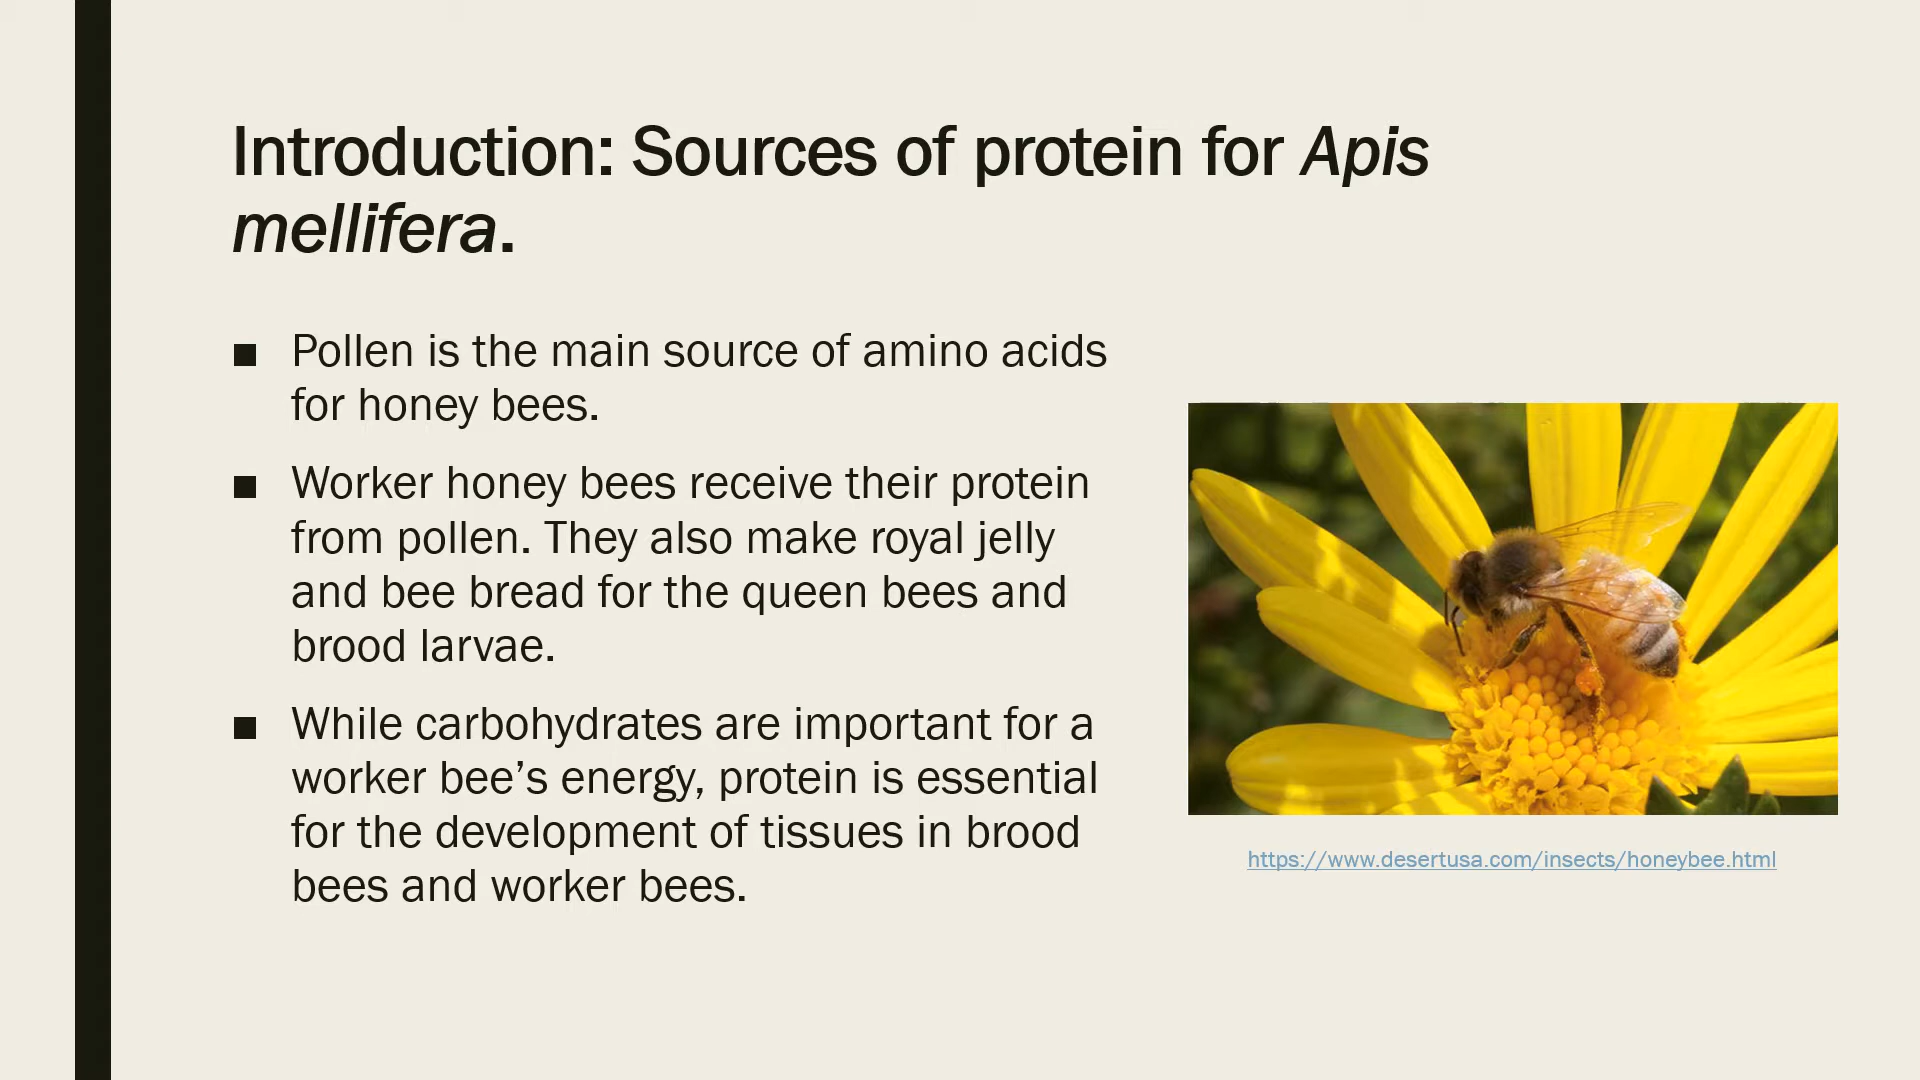 Introduction: Sources of protein for Apis
mellifera.
■ Pollen is the main source of amino acids
for honey bees.
■ Worker honey bees receive their protein
from pollen. They also make royal jelly
and bee bread for the queen bees and
brood larvae.
■ While carbohydrates are important for a
worker bee’s energy, protein is essential
for the development of tissues in brood
bees and worker bees.
https://www.desertusa.com/insects/honeybee.html